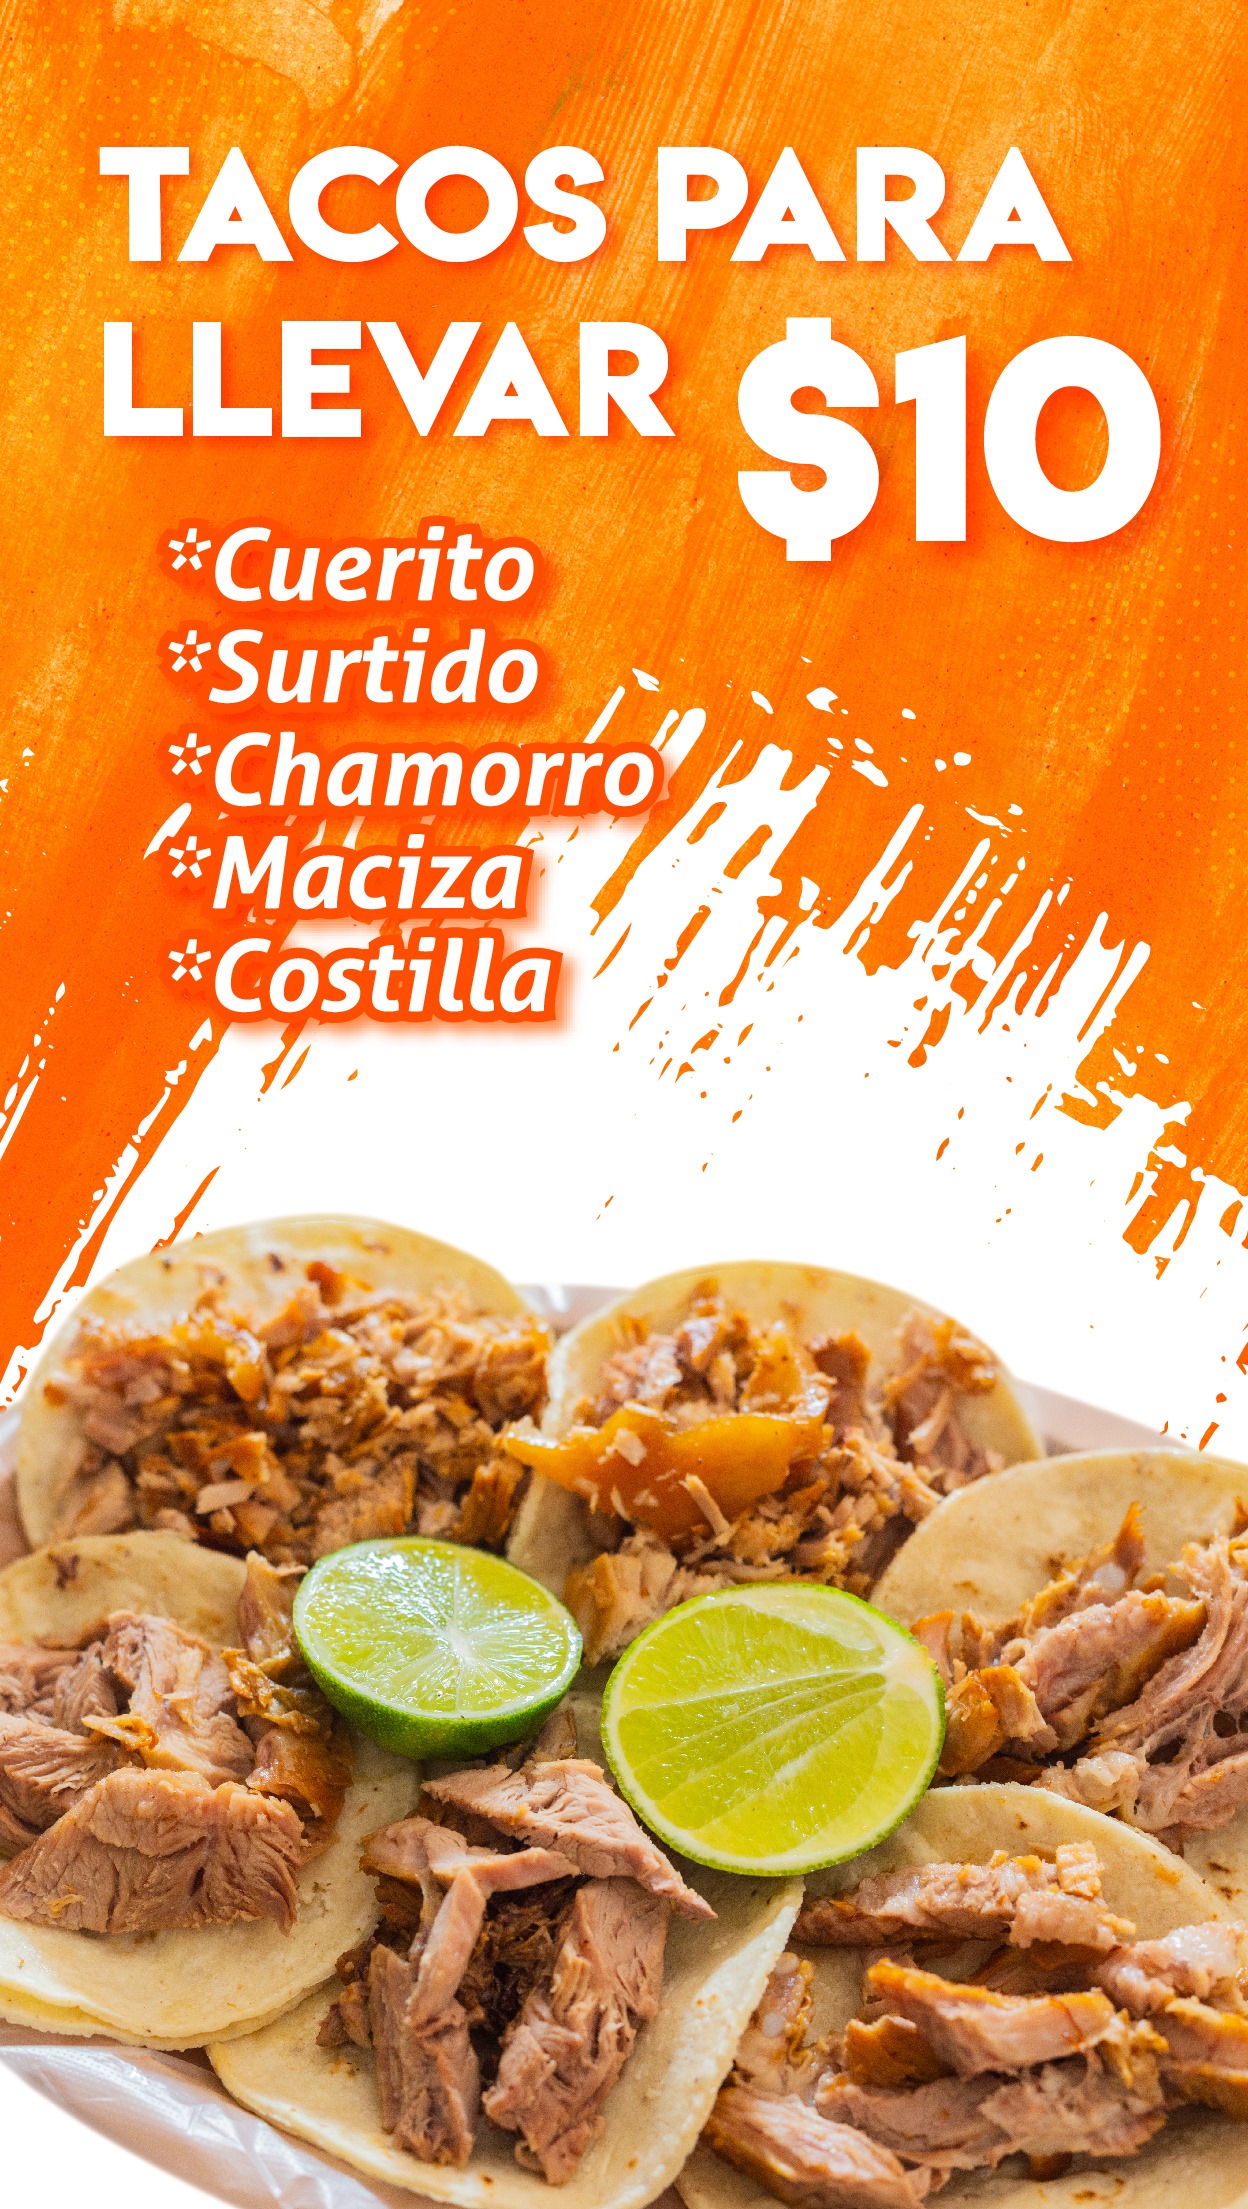 TACOS PARA
LLEVAR $10
*Cuerito
*Surtido
*Chamorro
*Maciza
*Costilla